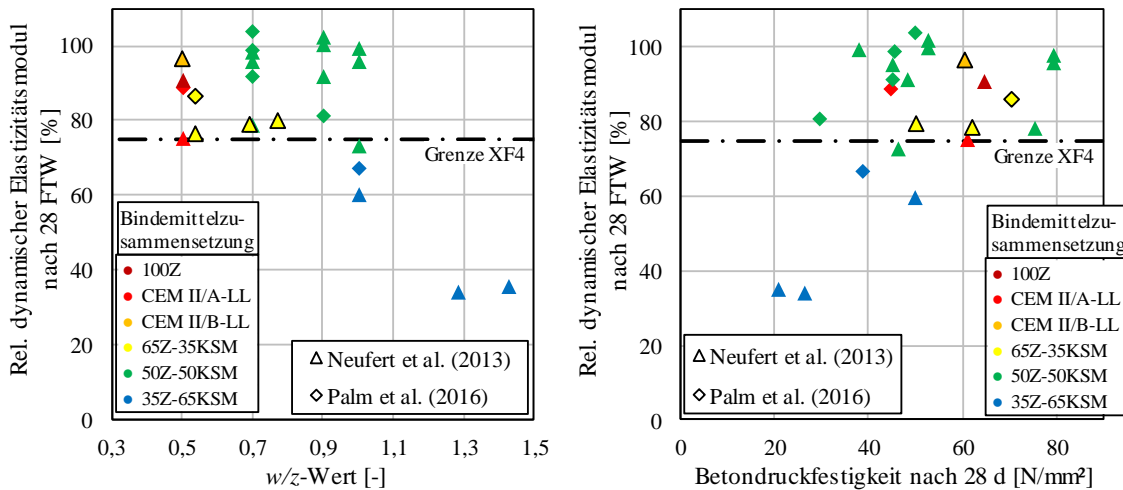 Rel. dynamischer Elastizitätsmodul
nach 28 FTW [%]
100
80
60
40
20
0
0,3
0,5
0,7
0,9
1,1
1,3
1,5
w/z-Wert [-]
Grenze XF4
Bindemittelzu-
sammensetzung
100Z
CEM II/A-LL
CEM II/B-LL
65Z-35KSM
50Z-50KSM
35Z-65KSM
Neufert et al. (2013)
Palm et al. (2016)
Rel. dynamischer Elastizitätsmodul
nach 28 FTW [%]
100
80
60
40
20
0
0
20
40
60
80
Betondruckfestigkeit nach 28 d [N/mm²]
Grenze XF4
Bindemittelzu-
sammensetzung
100Z
CEM II/A-LL
CEM II/B-LL
65Z-35KSM
50Z-50KSM
35Z-65KSM
Neufert et al. (2013)
Palm et al. (2016)